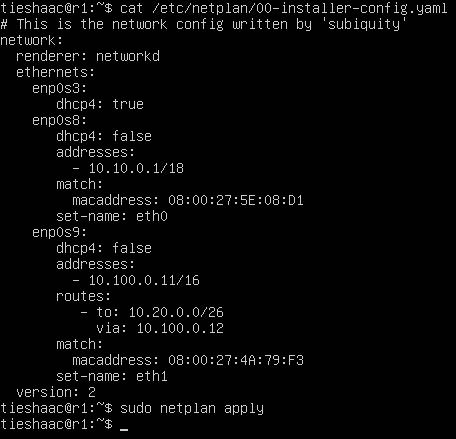 tieshaac@r1:~$ cat /etc/netplan/00-installer-config.yaml
# This is the network config written by 'subiquity'
network:
  renderer: networkd
  ethernets:
    enp0s3:
       dhcp4: true
    enp0s8:
       dhcp4: false
       addresses:
         - 10.10.0.1/18
       match:
         macaddress: 08:00:27:5E:08:D1
       set-name: eth0
    enp0s9:
       dhcp4: false
       addresses:
         - 10.100.0.11/16
       routes:
          - to: 10.20.0.0/26
            via: 10.100.0.12
       match:
         macaddress: 08:00:27:4A:79:F3
       set-name: eth1
  version: 2
tieshaac@r1:~$ sudo netplan apply
tieshaac@r1:~$ _